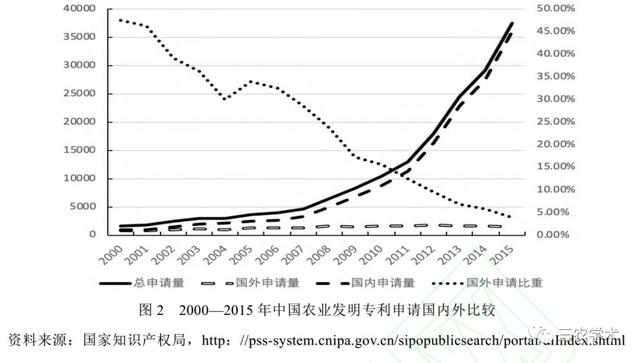 40000 50.00%
35000 45.00%
40.00%
30000 35.00%
25000 30.00%
20000 25.00%
15000 20.00%
10000 15.00%
10.00%
5000 5.00%
0 0.00%
2000 2001 2002 2003 2004 2005 2006 2007 2008 2009 2010 2011 2012 2013 2014 2015
总申请量 国外申请量 国内申请量 国外申请比重
图 2 2000—2015 年中国农业发明专利申请国内外比较
资料来源：国家知识产权局，http：//pss-system.cnipa.gov.cn/sipopublicsearch/portal/uiIndex.shtml
三农学术